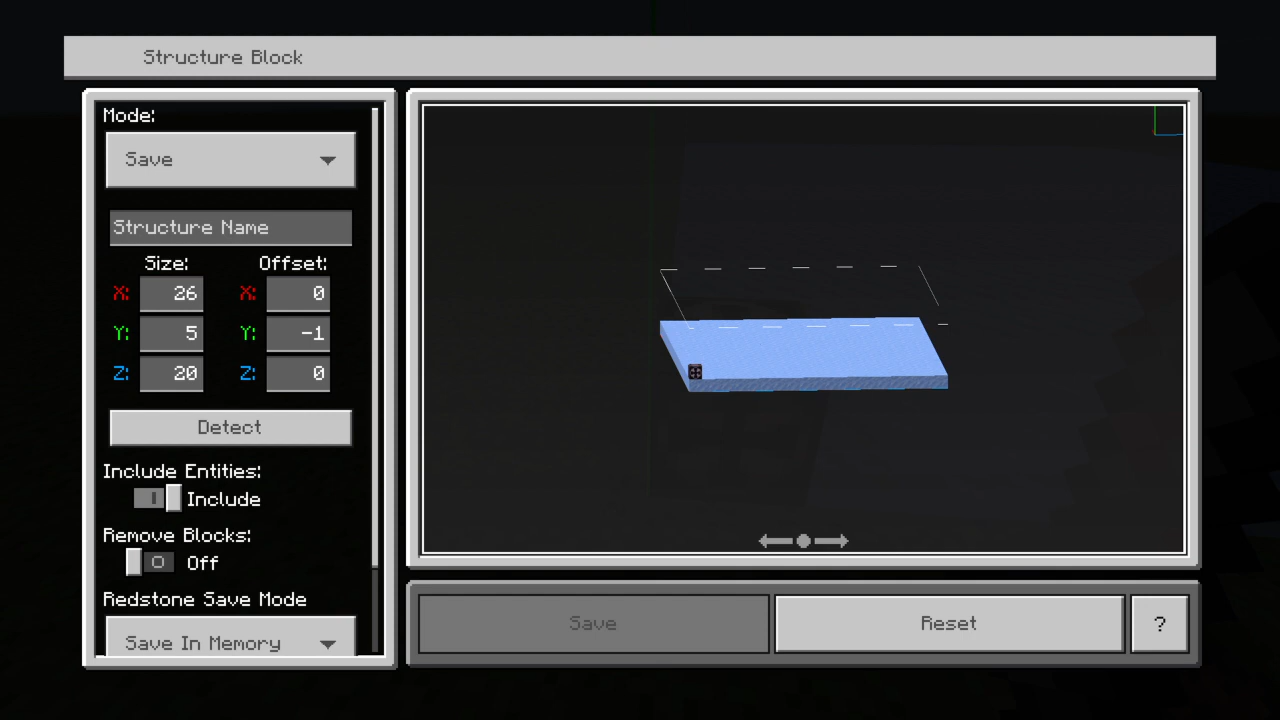 Structure Block
Mode:
Save
Structure Name
Size: Offset:
X: 26 X: 0
Y: 5 Y: -1
Z: 20 Z: 0
Detect
Include Entities:
Include
Remove Blocks:
Off
Redstone Save Mode
Save In Memory
Save Reset ?